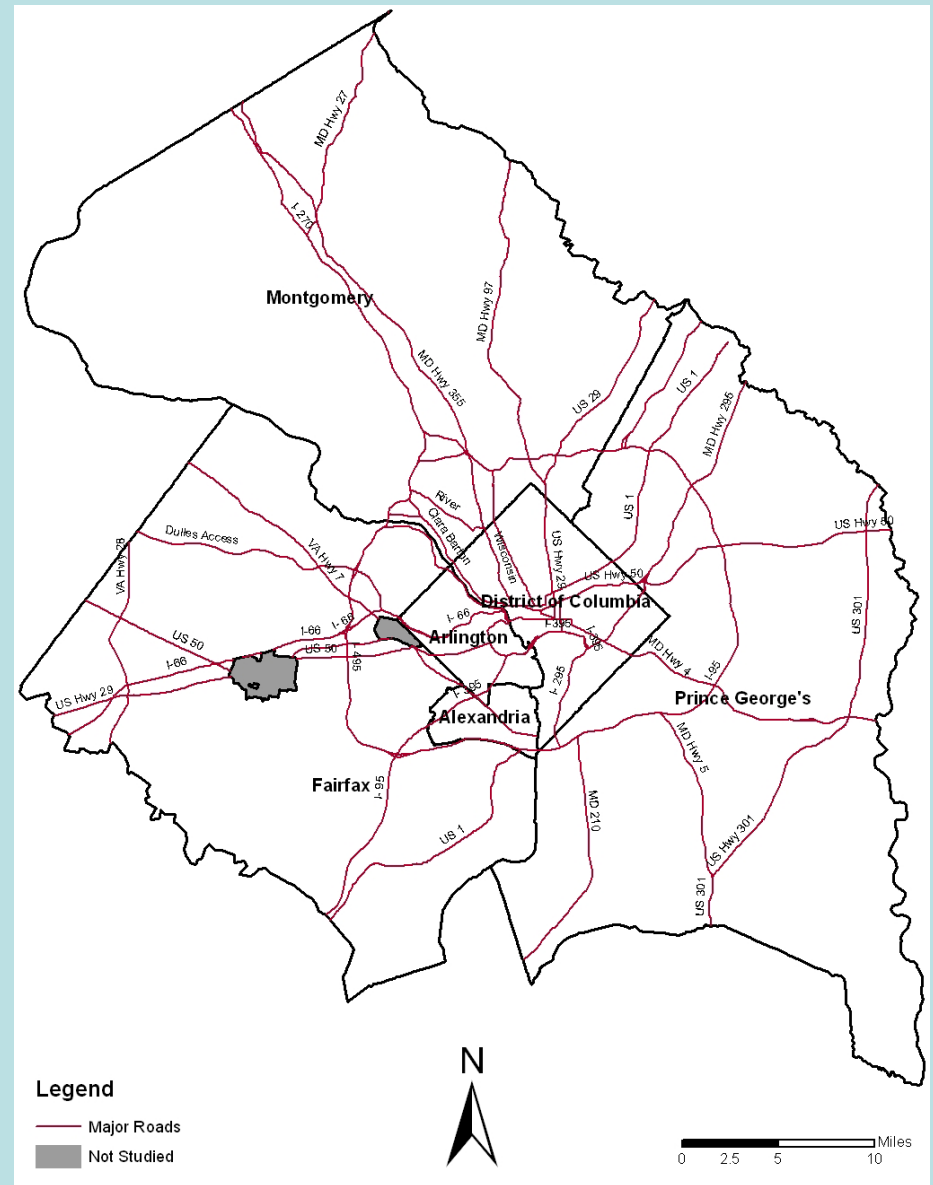 MD Hwy 27
I- 270
Montgomery
MD Hwy 97
MD Hwy 355
US 29
US 1
MD Hwy 295
River
Clara Barton
Wisconsin
US 1
US Hwy 50
Dulles Access
VA Hwy 28
VA Hwy 7
US Hwy 29
US Hwy 50
District of Columbia
US 301
I- 66
I- 66
I-66
I-395
I-395
Arlington
US 50
US 50
I-66
I-495
MD Hwy 4
I-95
I-295
I-395
US Hwy 29
Prince George's
Alexandria
MD Hwy 5
Fairfax
I-95
MD 210
US 1
US Hwy 301
US 301
N
Legend
Major Roads
Not Studied
Miles
0 2.5 5 10